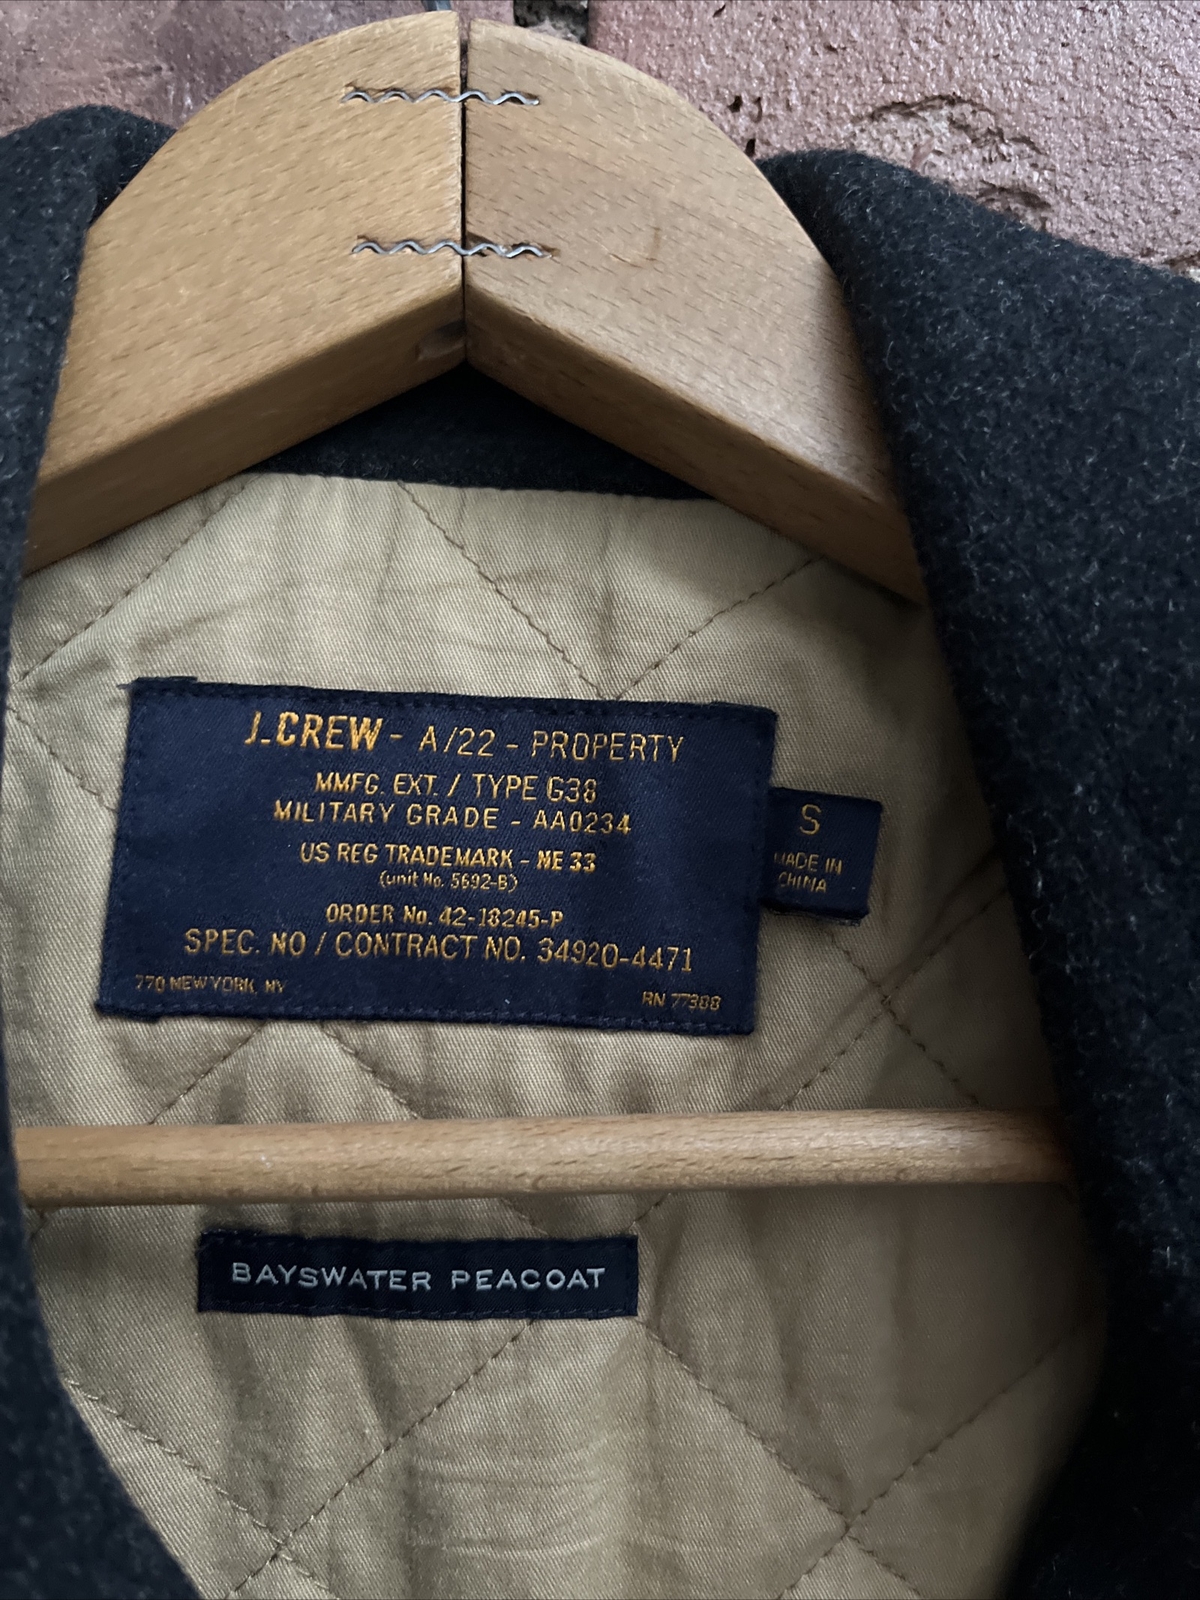 J.CREW - A/22 - PROPERTY
MMFG. EXT. / TYPE G38
MILITARY GRADE - AA0234
US REG TRADEMARK - NE 33
(unit No. 5692-B)
ORDER No. 42-18245-P
SPEC. NO / CONTRACT NO. 34920-4471
770 NEW YORK, NY
RN 77388
S
MADE IN
CHINA
BAYSWATER PEACOAT